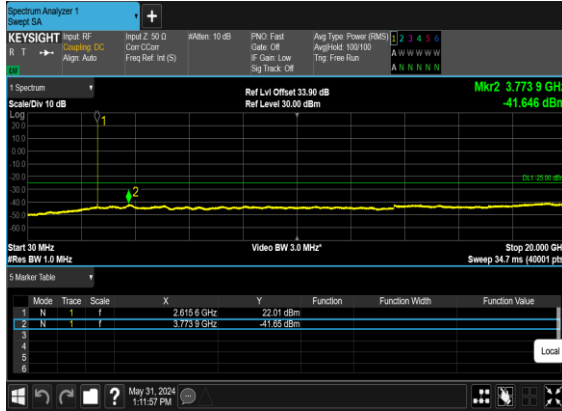 Spectrum Analyzer 1
Swept SA
+
KEYSIGHT Input: RF Input Z: 50 Ω #Atten: 10 dB PNO: Fast Avg Type: Power (RMS) 1 2 3 4 5 6
R T Coupling: DC Corr CCorr Gate: Off Avg|Hold: 100/100 A W W W W W
Align: Auto Freq Ref: Int (S) IF Gain: Low Trig: Free Run
Sig Track: Off A N N N N N
1 Spectrum Ref Lvl Offset 33.90 dB Mkr2 3.773 9 GHz
Scale/Div 10 dB Ref Level 30.00 dBm -41.646 dBm
Log
20.0
10.0
0.00
-10.0
-20.0
-30.0
-40.0
-50.0
-60.0
1
2
DL1 -25.00 dBm
Start 30 MHz Video BW 3.0 MHz* Stop 20.000 GHz
#Res BW 1.0 MHz Sweep 34.7 ms (40001 pts)
5 Marker Table
Mode Trace Scale X Y Function Function Width Function Value
1 N 1 f 2.615 6 GHz 22.01 dBm
2 N 1 f 3.773 9 GHz -41.65 dBm
3
4
5
6
Local
? May 31, 2024
1:11:57 PM